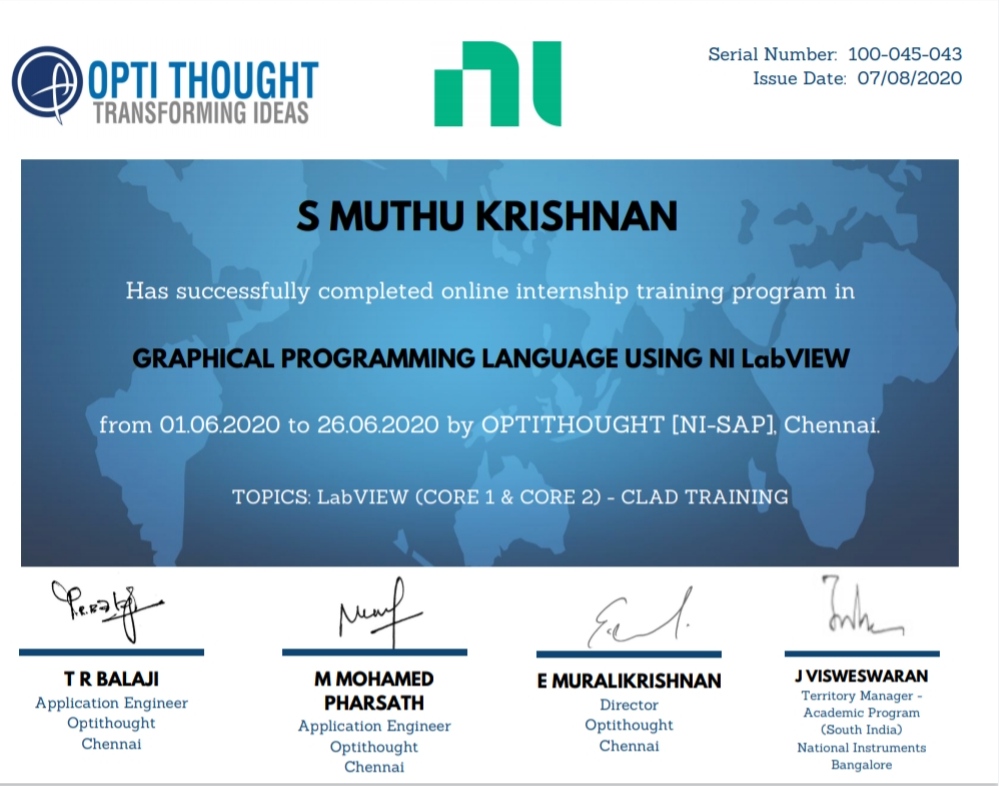 OPTI THOUGHT
TRANSFORMING IDEAS
ni
Serial Number: 100-045-043
Issue Date: 07/08/2020
S MUTHU KRISHNAN
Has successfully completed online internship training program in
GRAPHICAL PROGRAMMING LANGUAGE USING NI LabVIEW
from 01.06.2020 to 26.06.2020 by OPTITHOUGHT [NI-SAP], Chennai.
TOPICS: LabVIEW (CORE 1 & CORE 2) - CLAD TRAINING
T R BALAJI
Application Engineer
Optithought
Chennai
M MOHAMED
PHARSATH
Application Engineer
Optithought
Chennai
E MURALIKRISHNAN
Director
Optithought
Chennai
J VISWESWARAN
Territory Manager -
Academic Program
(South India)
National Instruments
Bangalore